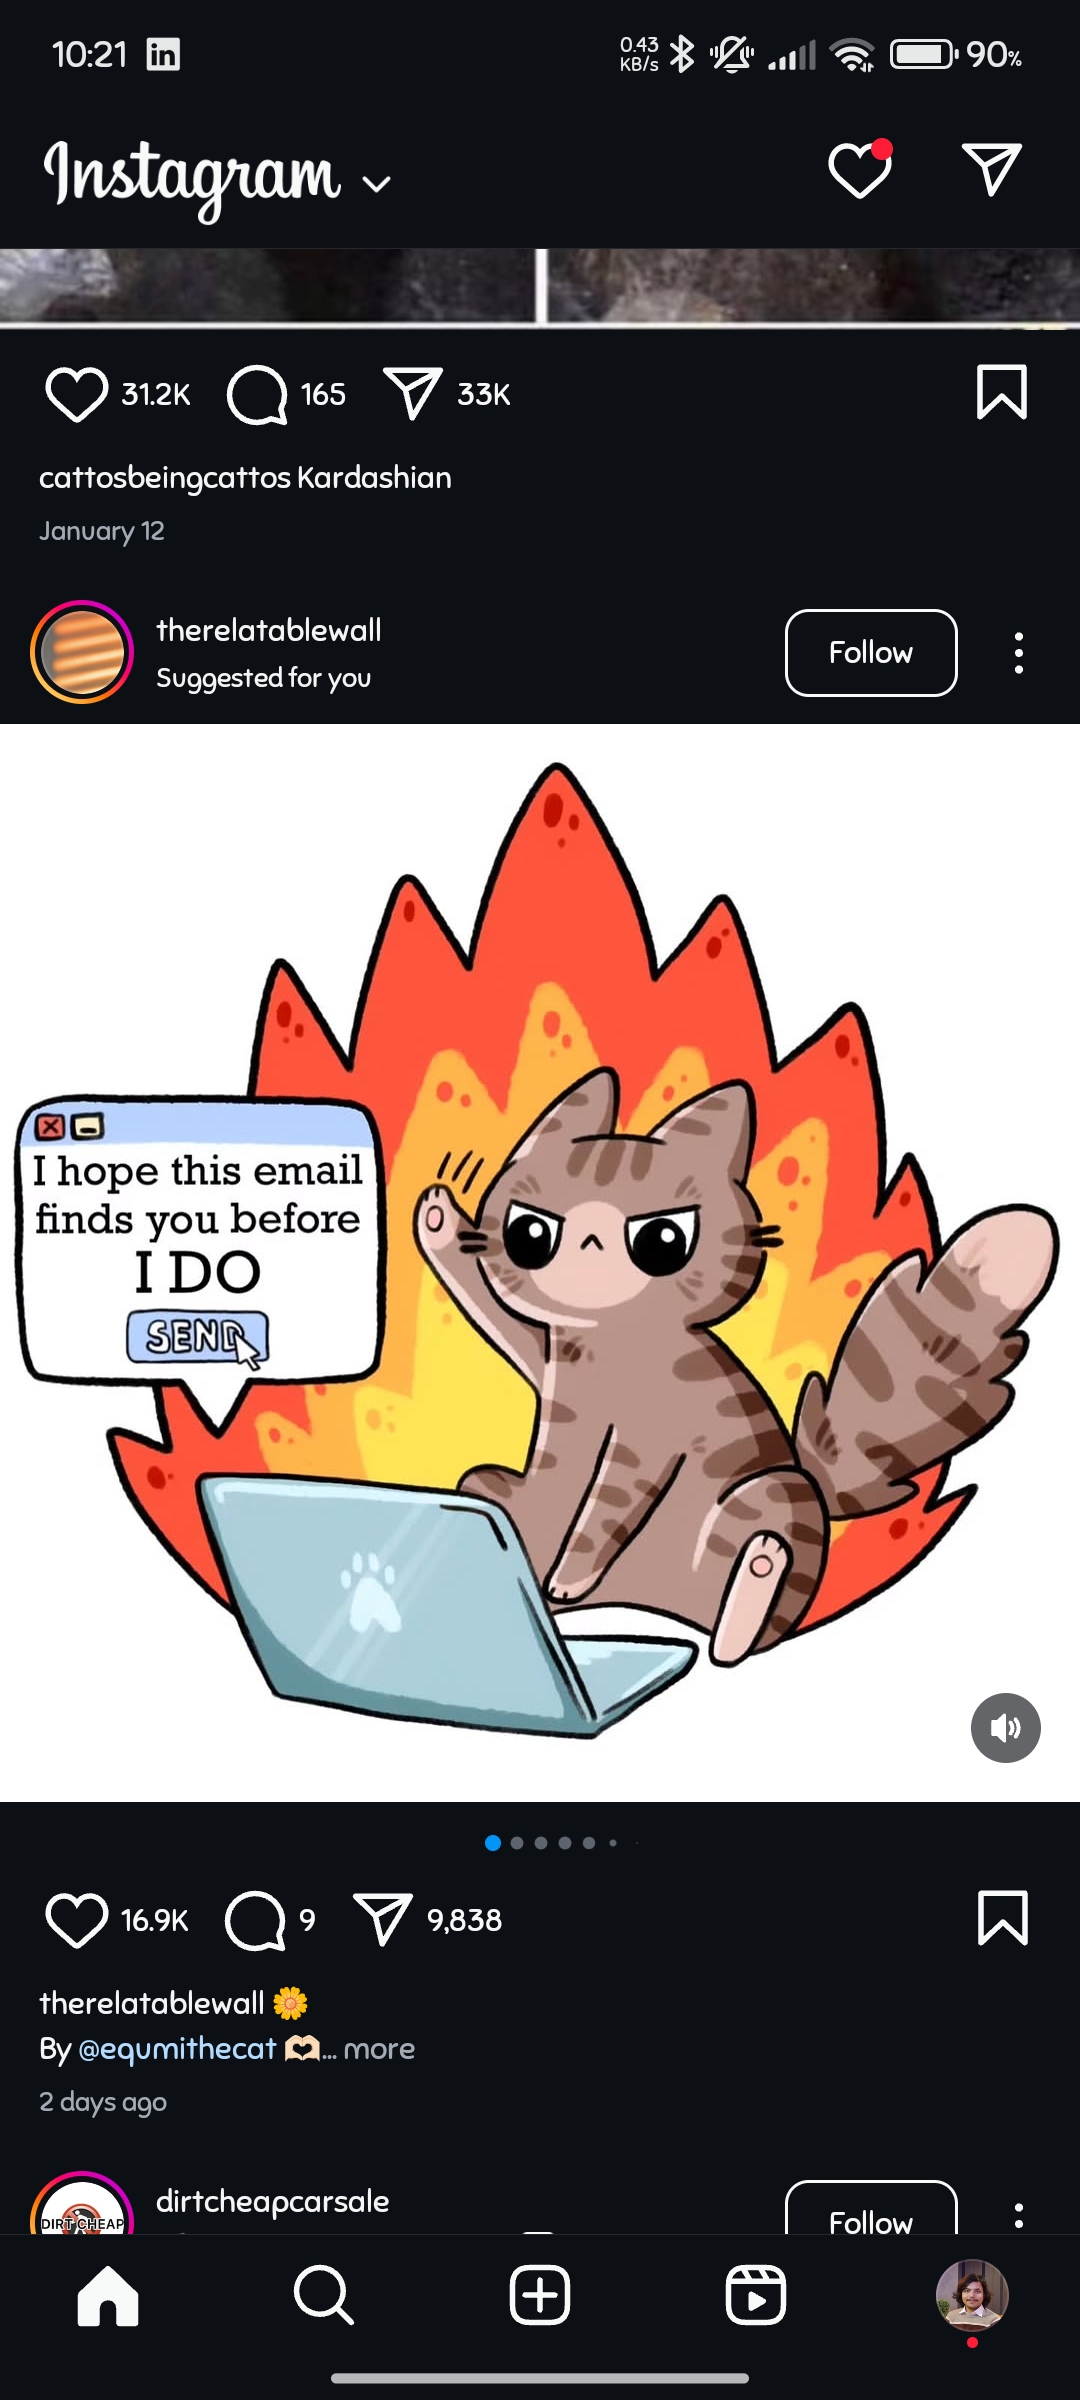 10:21 in 0.43 KB/s 90%
Instagram
31.2K 165 33K
cattosbeingcattos Kardashian
January 12
therelatablewall
Suggested for you
Follow
I hope this email
finds you before
I DO
SEND
16.9K 9 9,838
therelatablewall 🌼
By @equmithecat 🫶🏻... more
2 days ago
dirtcheapcarsale
DIRT CHEAP
Follow